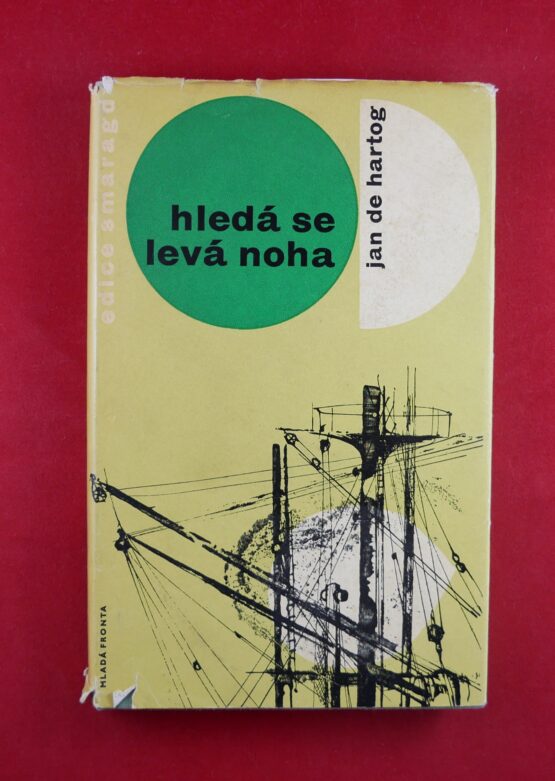 hledá se
levá noha
jan de hartog
edice smaragd
MLADÁ FRONTA